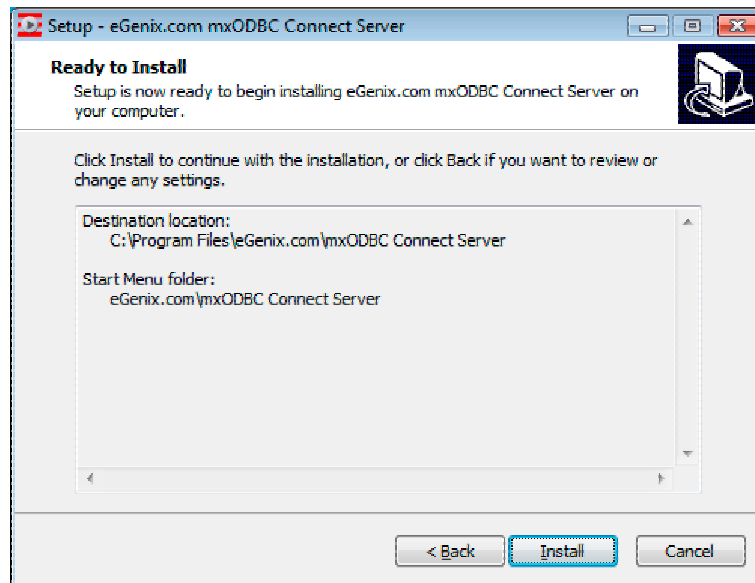 Setup - eGenix.com mxODBC Connect Server
Ready to Install
Setup is now ready to begin installing eGenix.com mxODBC Connect Server on
your computer.
Click Install to continue with the installation, or click Back if you want to review or
change any settings.
Destination location:
C:\Program Files\eGenix.com\mxODBC Connect Server
Start Menu folder:
eGenix.com\mxODBC Connect Server
< Back
Install
Cancel